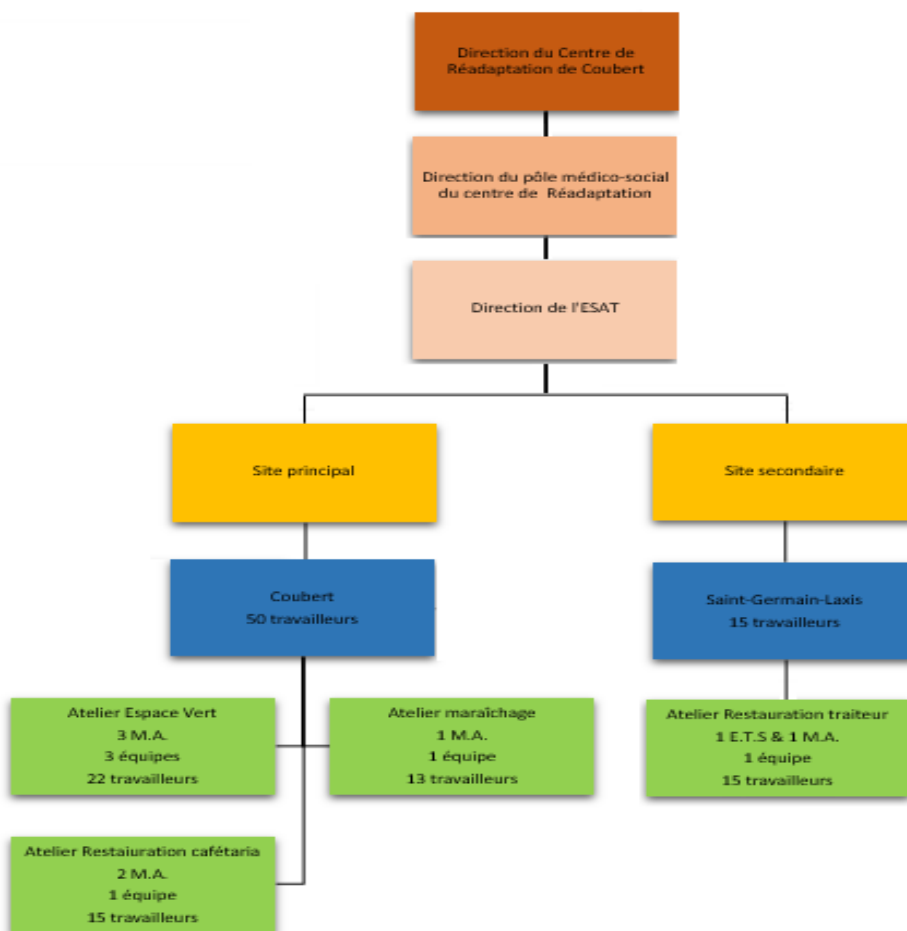 Direction du Centre de
Réadaptation de Coubert
Direction du pôle médico-social
du centre de Réadaptation
Direction de l'ESAT
Site principal
Site secondaire
Coubert
50 travailleurs
Saint-Germain-Laxis
15 travailleurs
Atelier Espace Vert
3 M.A.
3 équipes
22 travailleurs
Atelier maraîchage
1 M.A.
1 équipe
13 travailleurs
Atelier Restauration traiteur
1 E.T.S & 1 M.A.
1 équipe
15 travailleurs
Atelier Restaiuration cafétaria
2 M.A.
1 équipe
15 travailleurs